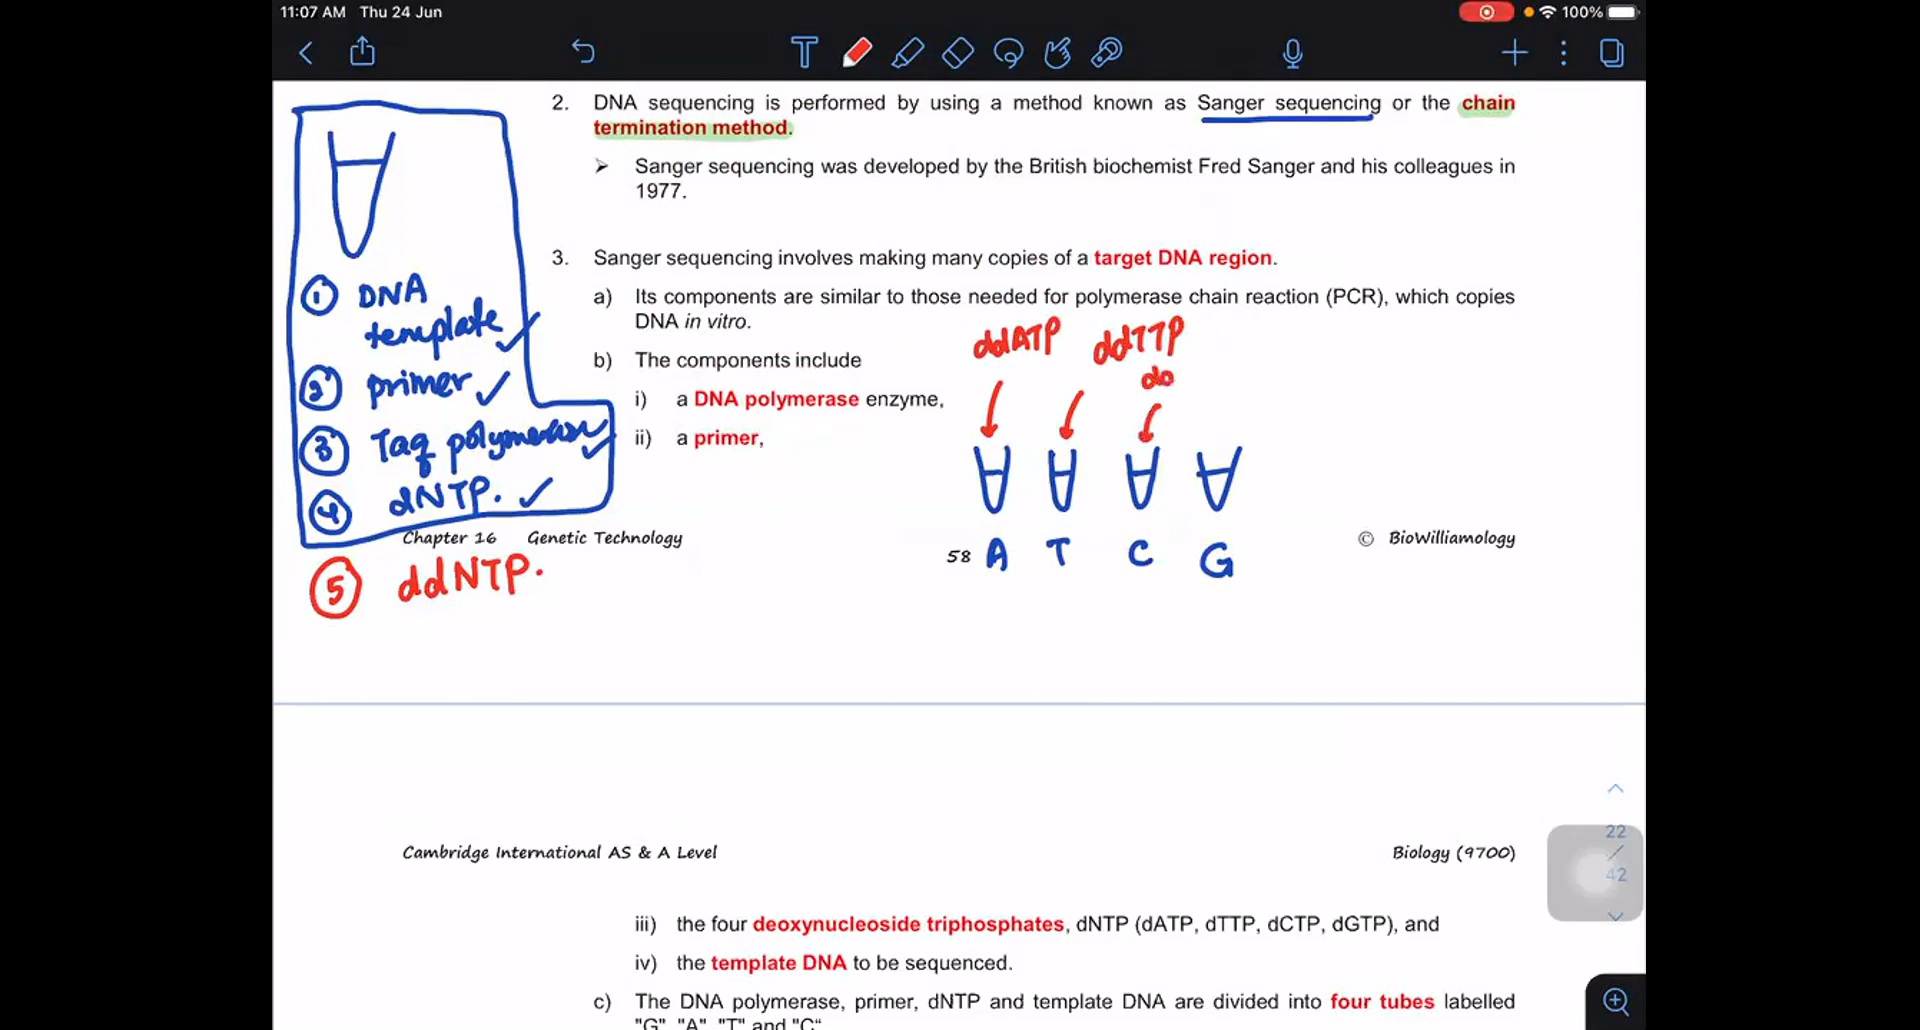 11:07 AM Thu 24 Jun
100%
2. DNA sequencing is performed by using a method known as Sanger sequencing or the chain
termination method.
➤ Sanger sequencing was developed by the British biochemist Fred Sanger and his colleagues in
1977.
① DNA
template ✓
② primer ✓
③ Taq polymerase ✓
④ dNTP. ✓
⑤ ddNTP.
3. Sanger sequencing involves making many copies of a target DNA region.
a) Its components are similar to those needed for polymerase chain reaction (PCR), which copies
DNA in vitro.
b) The components include
i) a DNA polymerase enzyme,
ii) a primer,
ddATP ddTTP
dd
A T C G
Chapter 16 Genetic Technology
58
© BioWilliamology
Cambridge International AS & A Level
Biology (9700)
22
/
42
iii) the four deoxynucleoside triphosphates, dNTP (dATP, dTTP, dCTP, dGTP), and
iv) the template DNA to be sequenced.
c) The DNA polymerase, primer, dNTP and template DNA are divided into four tubes labelled
"G", "A", "T" and "C".